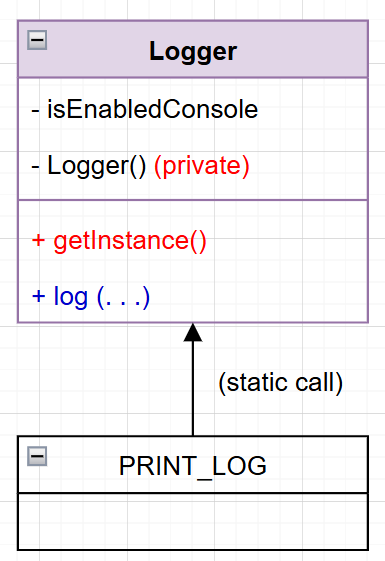 Logger
- isEnabledConsole
- Logger() (private)
+ getInstance()
+ log (. . .)
(static call)
PRINT_LOG